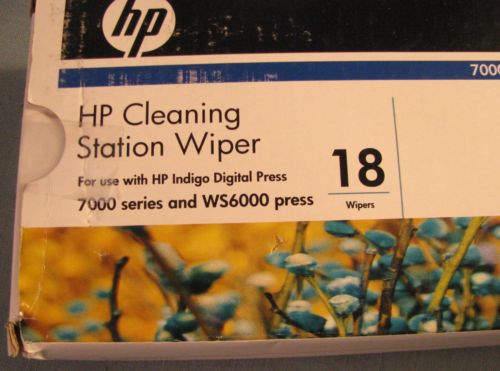 hp
7000
HP Cleaning
Station Wiper
For use with HP Indigo Digital Press
7000 series and WS6000 press
18
Wipers